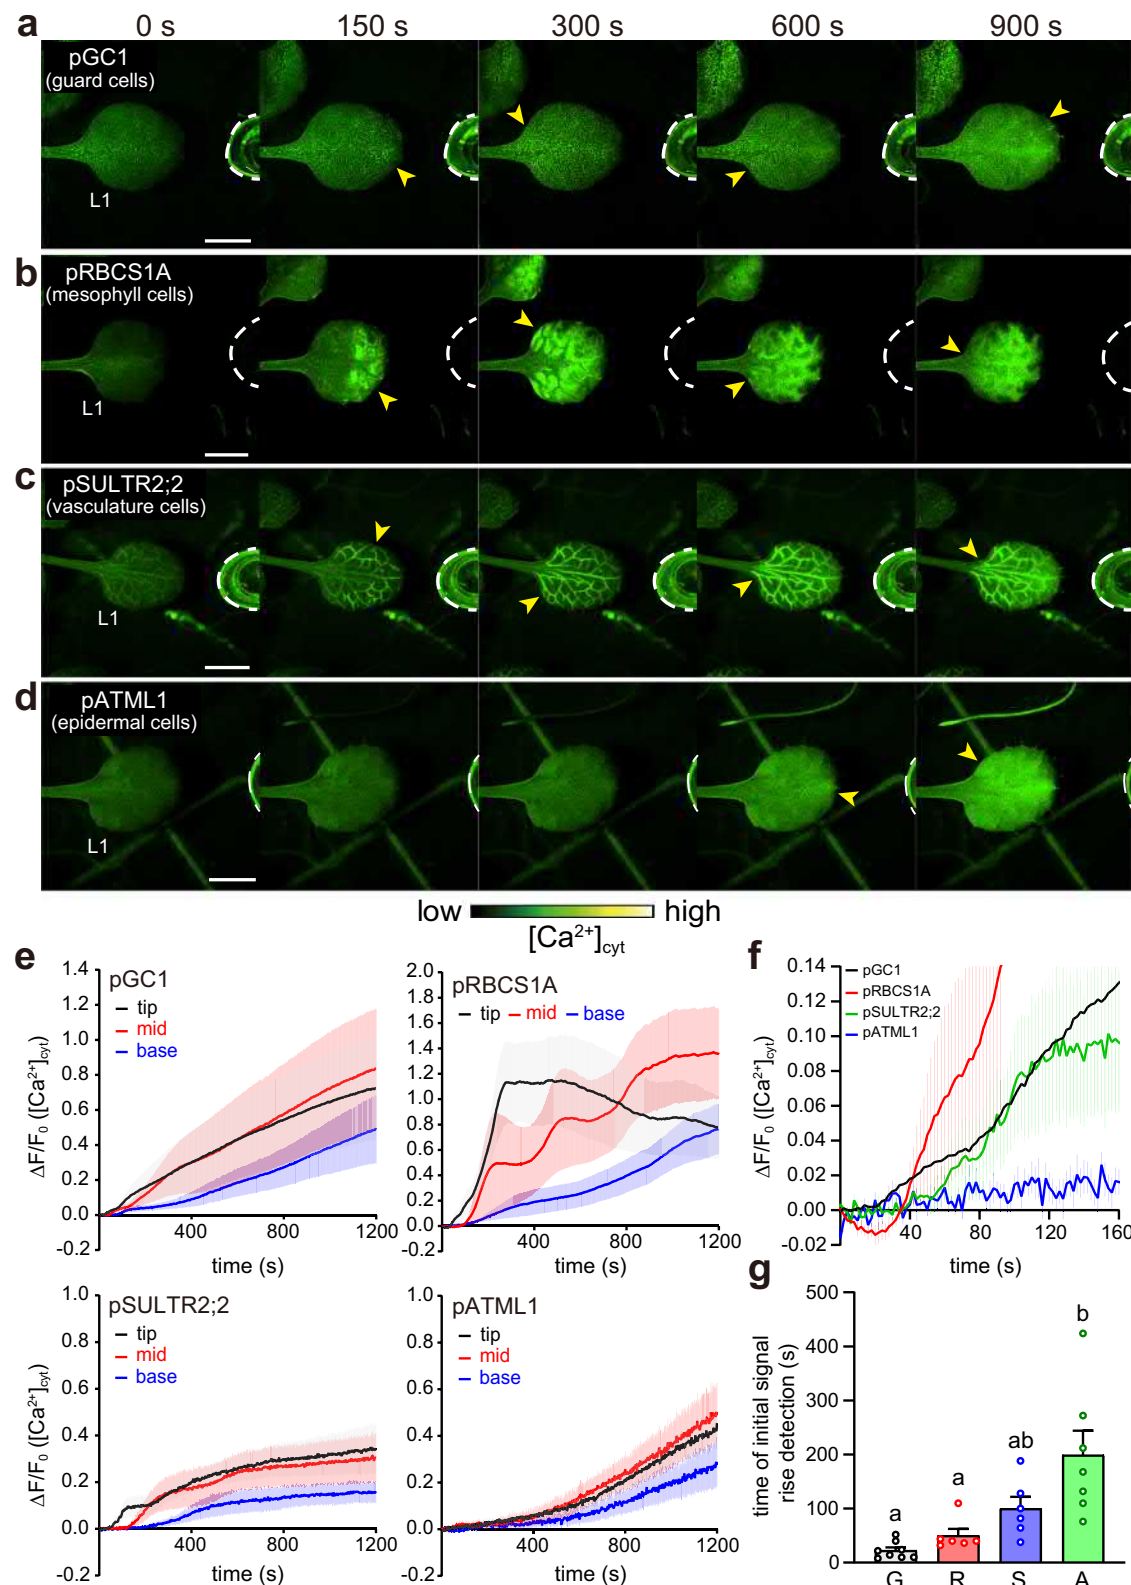 a 0 s 150 s 300 s 600 s 900 s
pGC1
(guard cells)
L1
b pRBCS1A
(mesophyll cells)
L1
c pSULTR2;2
(vasculature cells)
L1
d pATML1
(epidermal cells)
L1
low high
[Ca²⁺]cyt
e
pGC1
tip
mid
base
ΔF/F₀ ([Ca²⁺]cyt)
1.4
1.2
1.0
0.8
0.6
0.4
0.2
0.0
-0.2
400 800 1200
time (s)
pRBCS1A
tip mid base
2.0
1.8
1.6
1.4
1.2
1.0
0.8
0.6
0.4
0.2
0.0
-0.2
400 800 1200
time (s)
pSULTR2;2
tip
mid
base
ΔF/F₀ ([Ca²⁺]cyt)
1.0
0.8
0.6
0.4
0.2
0.0
-0.2
400 800 1200
time (s)
pATML1
tip
mid
base
1.0
0.8
0.6
0.4
0.2
0.0
-0.2
400 800 1200
time (s)
f
pGC1
pRBCS1A
pSULTR2;2
pATML1
ΔF/F₀ ([Ca²⁺]cyt)
0.14
0.12
0.10
0.08
0.06
0.04
0.02
0.00
-0.02
40 80 120 160
time (s)
g
time of initial signal
rise detection (s)
500
400
300
200
100
0
a a ab b
G R S A